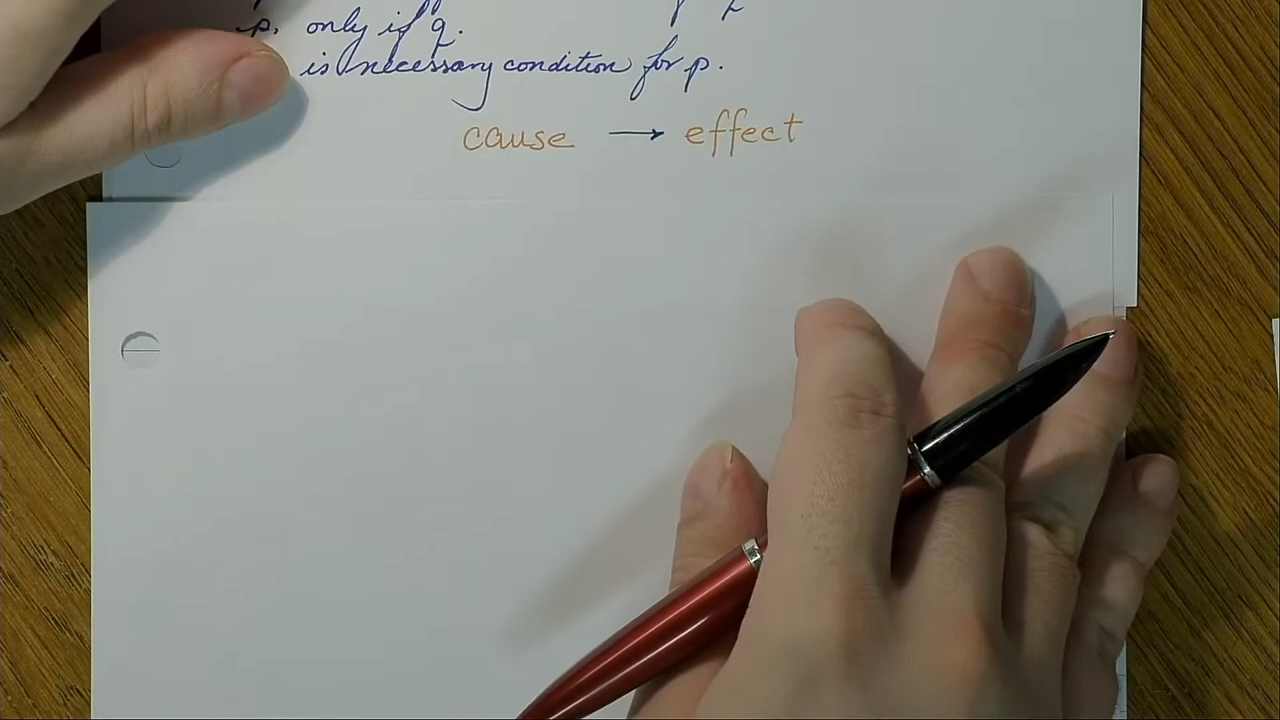 p, only if q.
is necessary condition for p.
cause → effect